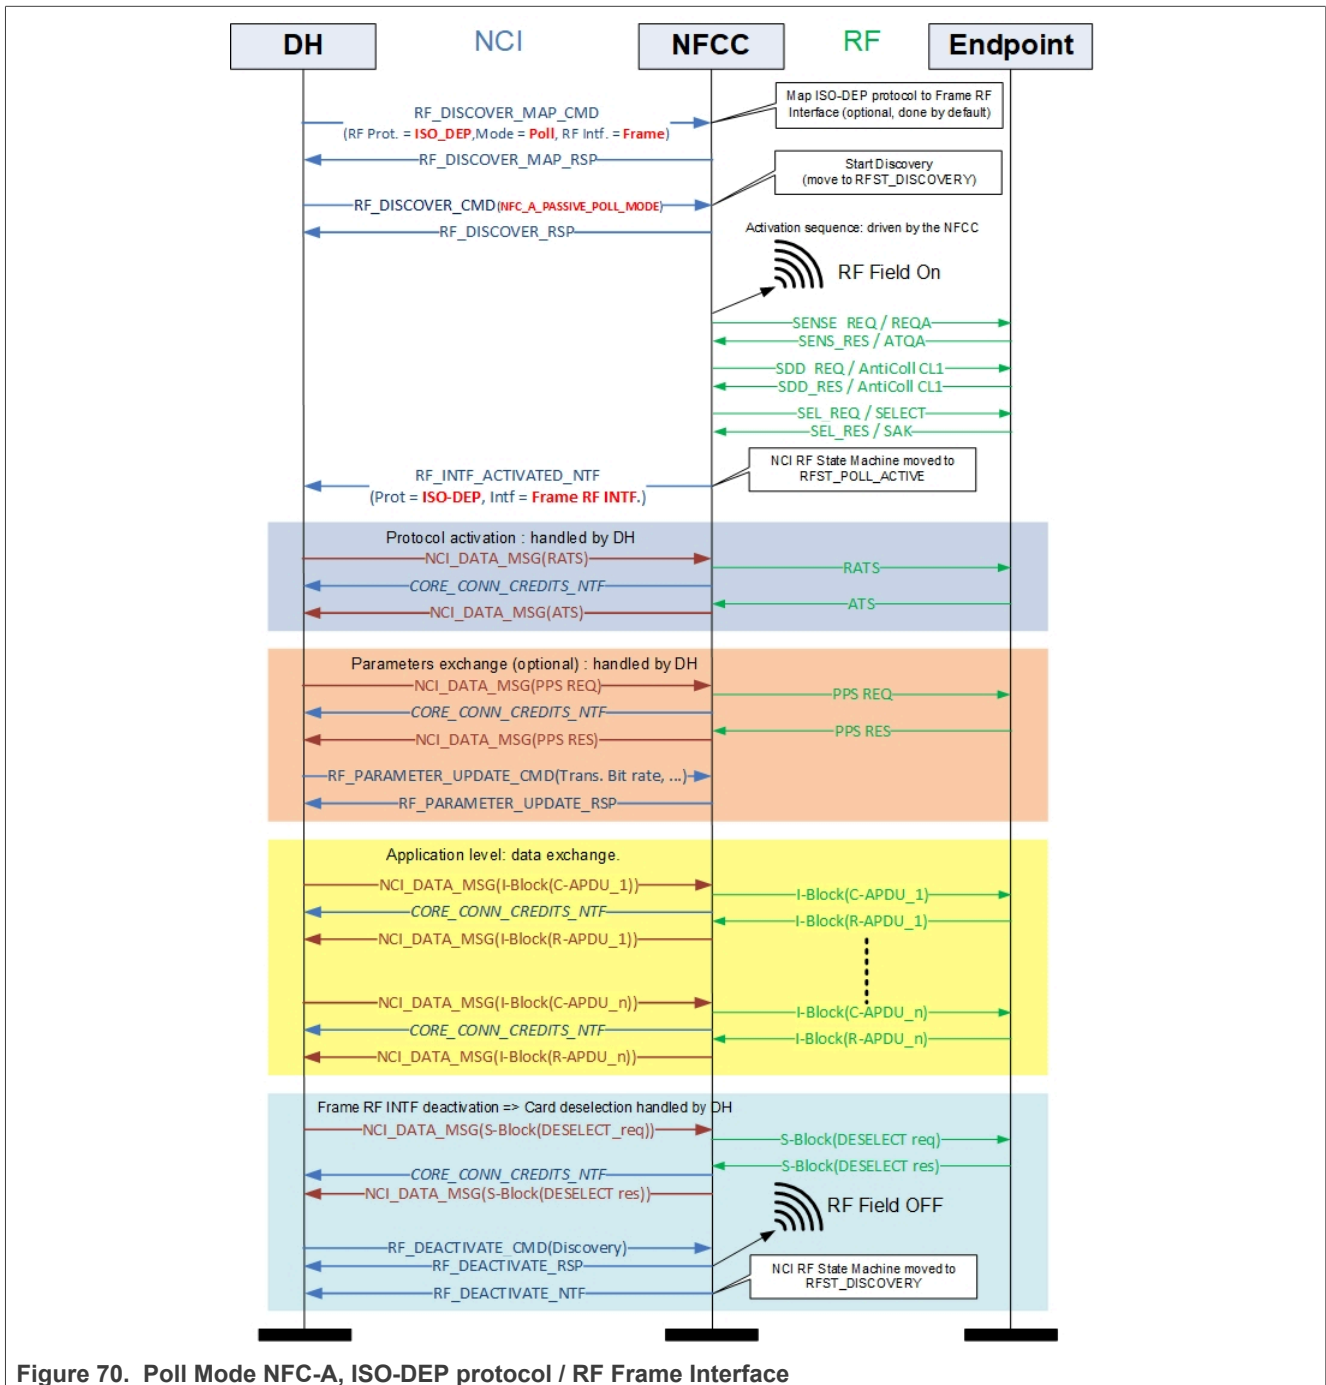 DH NCI NFCC RF Endpoint
RF_DISCOVER_MAP_CMD
(RF Prot. = ISO_DEP,Mode = Poll, RF Intf. = Frame)
Map ISO-DEP protocol to Frame RF
Interface (optional, done by default)
RF_DISCOVER_MAP_RSP
Start Discovery
(move to RFST_DISCOVERY)
RF_DISCOVER_CMD(NFC_A_PASSIVE_POLL_MODE)
RF_DISCOVER_RSP
Activation sequence: driven by the NFCC
RF Field On
SENSE_REQ / REQA
SENS_RES / ATQA
SDD_REQ / AntiColl CL1
SDD_RES / AntiColl CL1
SEL_REQ / SELECT
SEL_RES / SAK
NCI RF State Machine moved to
RFST_POLL_ACTIVE
RF_INTF_ACTIVATED_NTF
(Prot = ISO-DEP, Intf = Frame RF INTF.)
Protocol activation : handled by DH
NCI_DATA_MSG(RATS)
RATS
CORE_CONN_CREDITS_NTF
ATS
NCI_DATA_MSG(ATS)
Parameters exchange (optional) : handled by DH
NCI_DATA_MSG(PPS REQ)
PPS REQ
CORE_CONN_CREDITS_NTF
PPS RES
NCI_DATA_MSG(PPS RES)
RF_PARAMETER_UPDATE_CMD(Trans. Bit rate, ...)
RF_PARAMETER_UPDATE_RSP
Application level: data exchange.
NCI_DATA_MSG(I-Block(C-APDU_1))
I-Block(C-APDU_1)
CORE_CONN_CREDITS_NTF
I-Block(R-APDU_1)
NCI_DATA_MSG(I-Block(R-APDU_1))
NCI_DATA_MSG(I-Block(C-APDU_n))
I-Block(C-APDU_n)
CORE_CONN_CREDITS_NTF
I-Block(R-APDU_n)
NCI_DATA_MSG(I-Block(R-APDU_n))
Frame RF INTF deactivation => Card deselection handled by DH
NCI_DATA_MSG(S-Block(DESELECT_req))
S-Block(DESELECT req)
S-Block(DESELECT res)
CORE_CONN_CREDITS_NTF
NCI_DATA_MSG(S-Block(DESELECT res))
RF Field OFF
RF_DEACTIVATE_CMD(Discovery)
RF_DEACTIVATE_RSP
NCI RF State Machine moved to
RFST_DISCOVERY
RF_DEACTIVATE_NTF
Figure 70. Poll Mode NFC-A, ISO-DEP protocol / RF Frame Interface